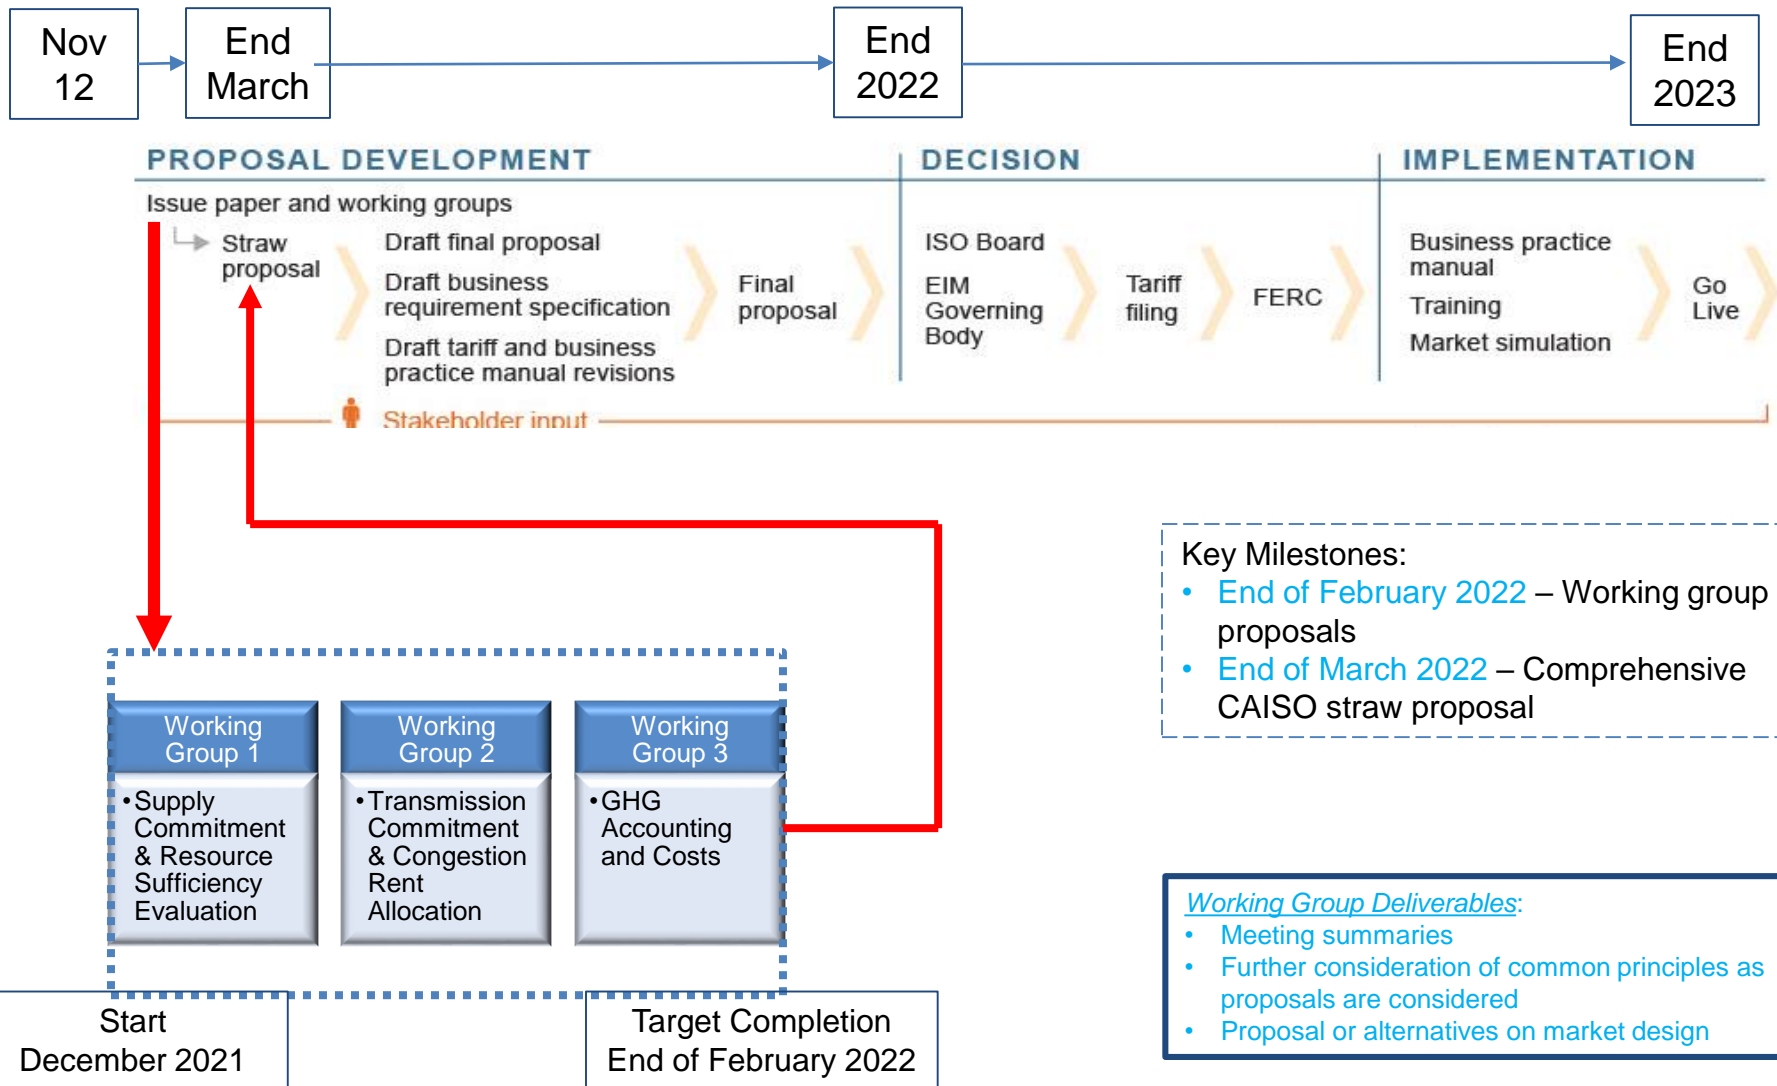 Nov
12
End
March
End
2022
End
2023
PROPOSAL DEVELOPMENT
DECISION
IMPLEMENTATION
Issue paper and working groups
Straw
proposal
Draft final proposal
Draft business
requirement specification
Draft tariff and business
practice manual revisions
Final
proposal
ISO Board
EIM
Governing
Body
Tariff
filing
FERC
Business practice
manual
Training
Market simulation
Go
Live
Stakeholder input
Key Milestones:
• End of February 2022 – Working group
proposals
• End of March 2022 – Comprehensive
CAISO straw proposal
Working
Group 1
•Supply
Commitment
& Resource
Sufficiency
Evaluation
Working
Group 2
•Transmission
Commitment
& Congestion
Rent
Allocation
Working
Group 3
•GHG
Accounting
and Costs
Working Group Deliverables:
• Meeting summaries
• Further consideration of common principles as
proposals are considered
• Proposal or alternatives on market design
Start
December 2021
Target Completion
End of February 2022